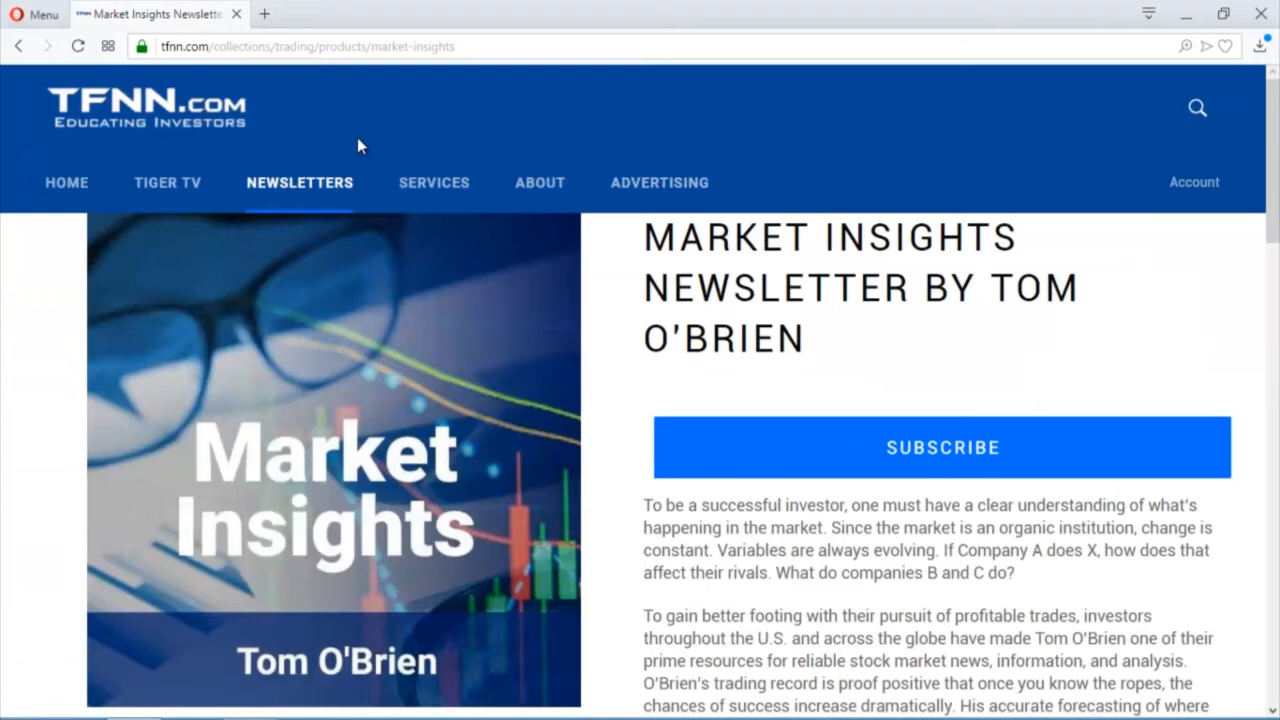 Menu
TFNN Market Insights Newslette
tfnn.com/collections/trading/products/market-insights
TFNN.COM
EDUCATING INVESTORS
HOME TIGER TV NEWSLETTERS SERVICES ABOUT ADVERTISING Account
Market
Insights
Tom O'Brien
MARKET INSIGHTS
NEWSLETTER BY TOM
O'BRIEN
SUBSCRIBE
To be a successful investor, one must have a clear understanding of what's
happening in the market. Since the market is an organic institution, change is
constant. Variables are always evolving. If Company A does X, how does that
affect their rivals. What do companies B and C do?
To gain better footing with their pursuit of profitable trades, investors
throughout the U.S. and across the globe have made Tom O'Brien one of their
prime resources for reliable stock market news, information, and analysis.
O'Brien's trading record is proof positive that once you know the ropes, the
chances of success increase dramatically. His accurate forecasting of where